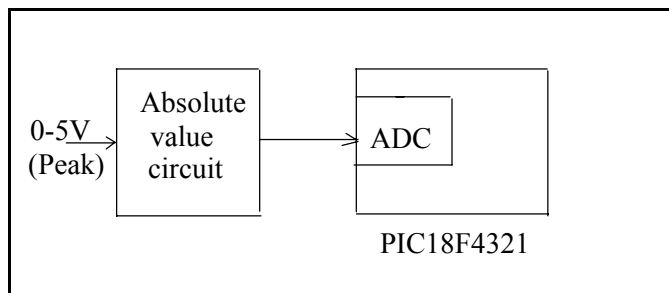 0-5V
(Peak)
Absolute
value
circuit
ADC
PIC18F4321